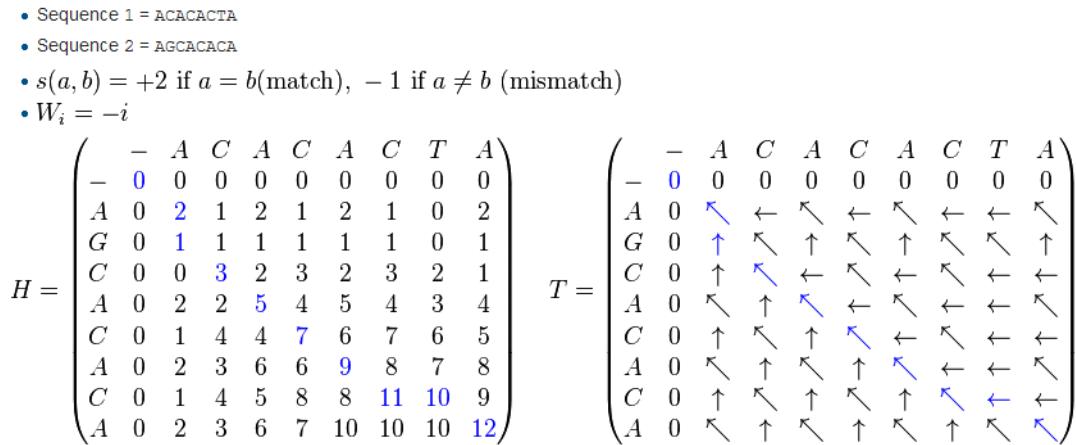 • Sequence 1 = ACACACTA
• Sequence 2 = AGCACACA
• s(a, b) = +2 if a = b(match), − 1 if a ≠ b (mismatch)
• Wᵢ = −i
H =
− A C A C A C T A
− 0 0 0 0 0 0 0 0 0
A 0 2 1 2 1 2 1 0 2
G 0 1 1 1 1 1 1 0 1
C 0 0 3 2 3 2 3 2 1
A 0 2 2 5 4 5 4 3 4
C 0 1 4 4 7 6 7 6 5
A 0 2 3 6 6 9 8 7 8
C 0 1 4 5 8 8 11 10 9
A 0 2 3 6 7 10 10 10 12
T =
− A C A C A C T A
− 0 0 0 0 0 0 0 0 0
A 0 ↖ ← ↖ ← ↖ ← ← ↖
G 0 ↑ ↖ ↑ ↖ ↑ ↖ ↖ ↑
C 0 ↑ ↖ ← ↖ ← ↖ ← ←
A 0 ↖ ↑ ↖ ← ↖ ← ← ↖
C 0 ↑ ↖ ↑ ↖ ← ↖ ← ←
A 0 ↖ ↑ ↖ ↑ ↖ ← ← ↖
C 0 ↑ ↖ ↑ ↖ ↑ ↖ ← ←
A 0 ↖ ↑ ↖ ↑ ↖ ↑ ↖ ↖